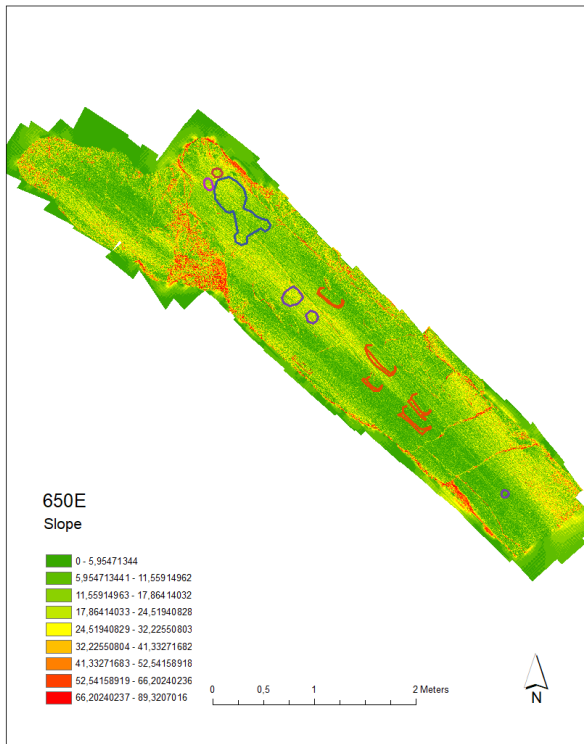 650E
Slope
0 - 5,95471344
5,954713441 - 11,55914962
11,55914963 - 17,86414032
17,86414033 - 24,51940828
24,51940829 - 32,22550803
32,22550804 - 41,33271682
41,33271683 - 52,54158918
52,54158919 - 66,20240236
66,20240237 - 89,3207016
0 0,5 1 2 Meters
N